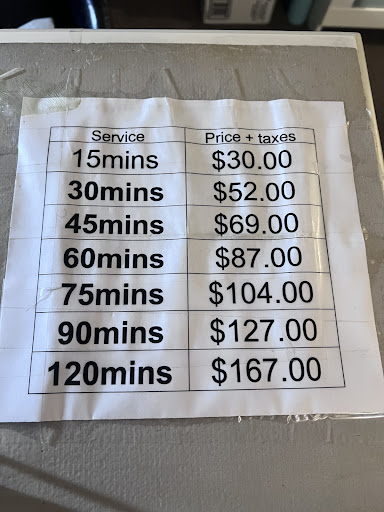 Service Price + taxes
15mins $30.00
30mins $52.00
45mins $69.00
60mins $87.00
75mins $104.00
90mins $127.00
120mins $167.00